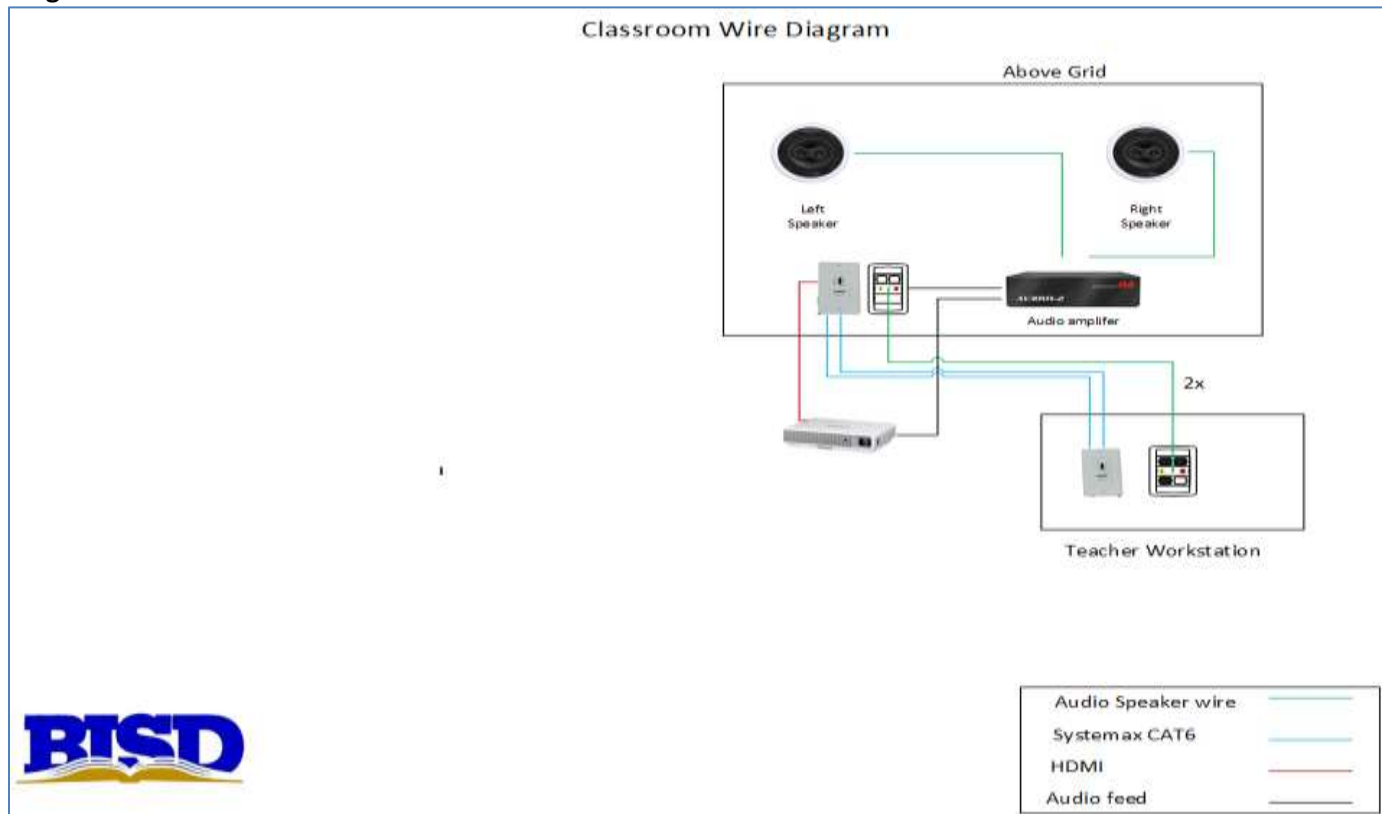 Classroom Wire Diagram
Above Grid
Left
Speaker
Right
Speaker
Audio amplifer
2x
Teacher Workstation
Audio Speaker wire
Systemax CAT6
HDMI
Audio feed
BISD